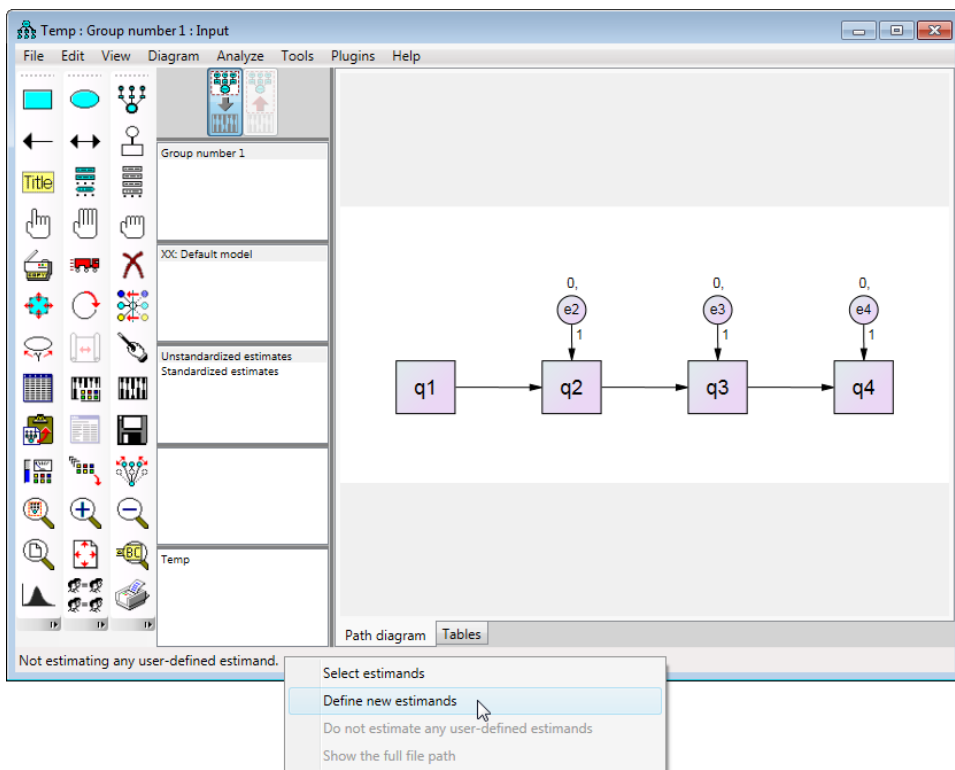 Temp : Group number 1 : Input
File Edit View Diagram Analyze Tools Plugins Help
Title
Group number 1
XX: Default model
Unstandardized estimates
Standardized estimates
Temp
0, 0, 0,
e2 e3 e4
1 1 1
q1 q2 q3 q4
Path diagram Tables
Not estimating any user-defined estimand.
Select estimands
Define new estimands
Do not estimate any user-defined estimands
Show the full file path